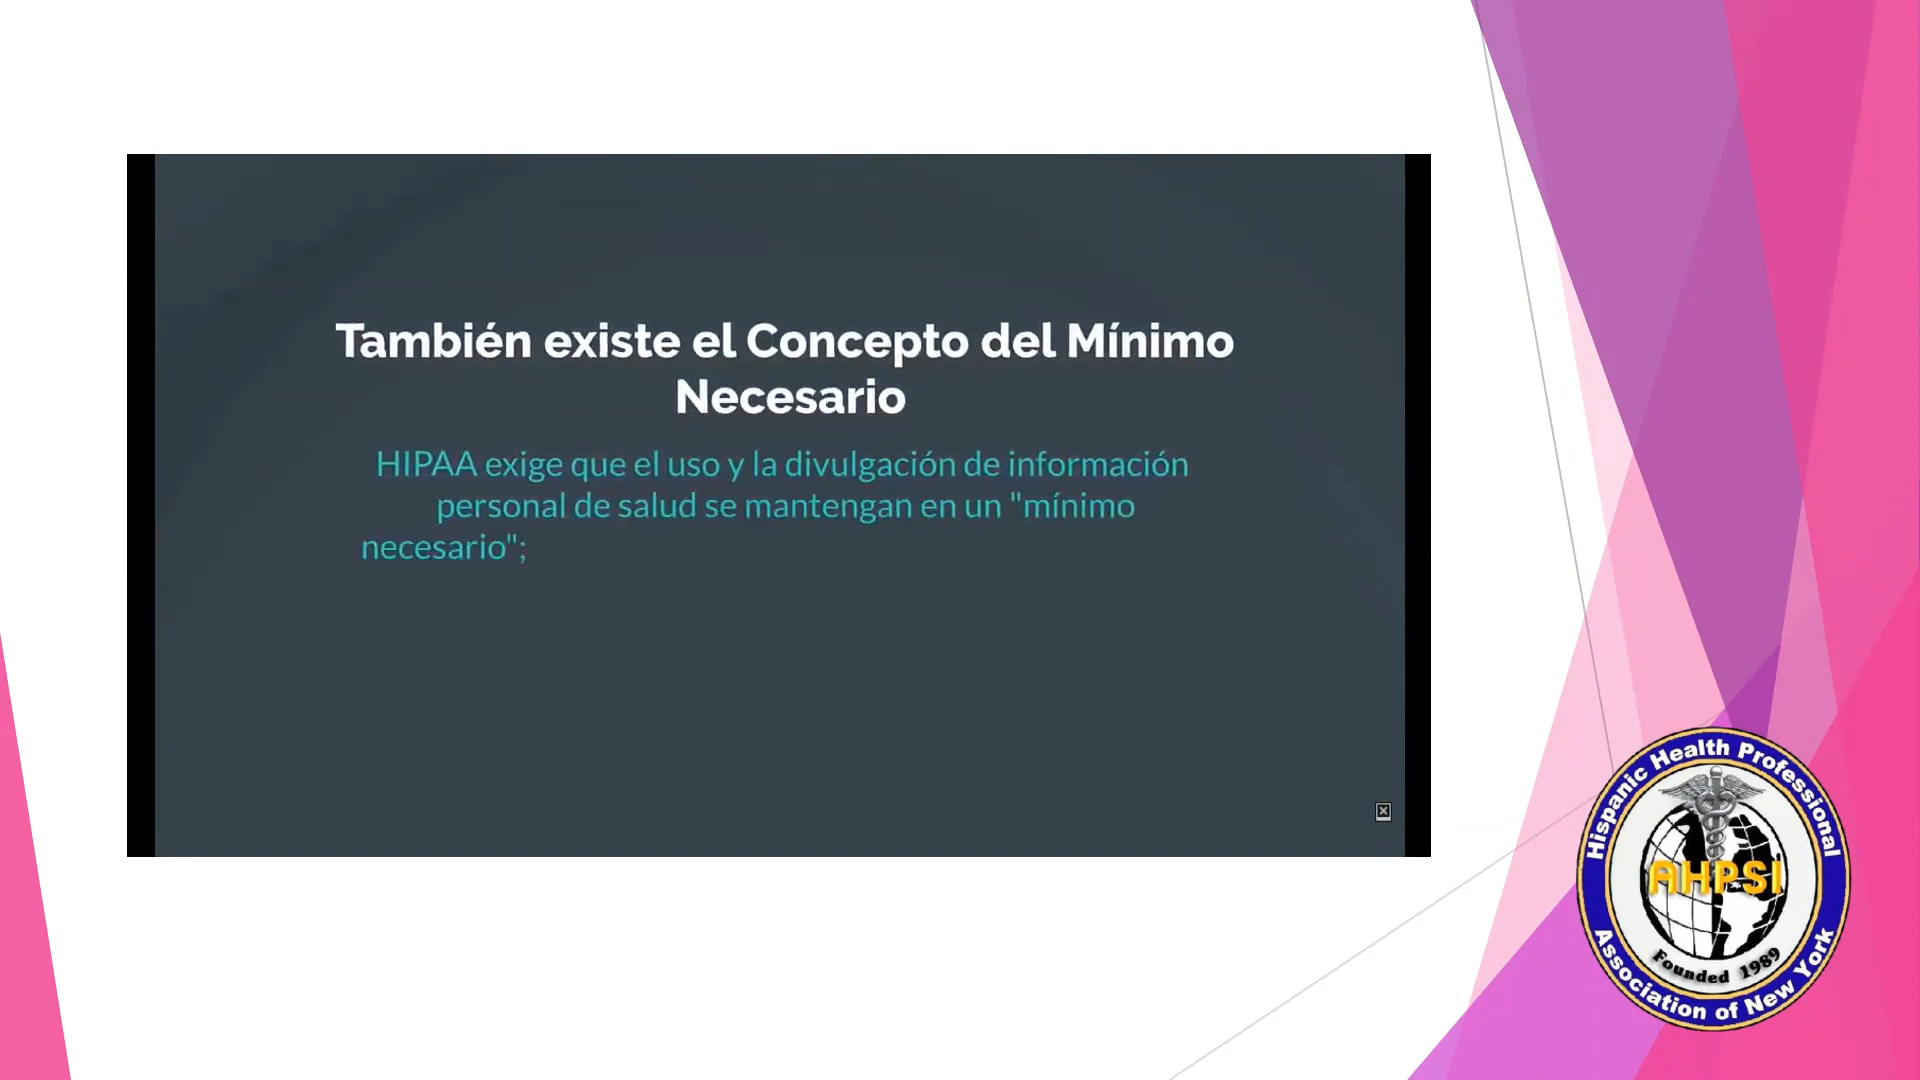 También existe el Concepto del Mínimo
Necesario
HIPAA exige que el uso y la divulgación de información
personal de salud se mantengan en un "mínimo
necesario";
Hispanic Health Professional
AHPSI
Founded 1989
Association of New York